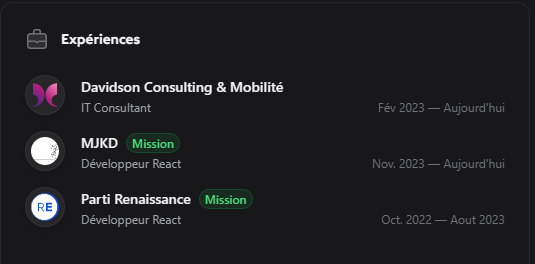 Expériences
Davidson Consulting & Mobilité
IT Consultant
Fév 2023 — Aujourd'hui
MJKD Mission
Développeur React
Nov. 2023 — Aujourd'hui
RE
Parti Renaissance Mission
Développeur React
Oct. 2022 — Aout 2023